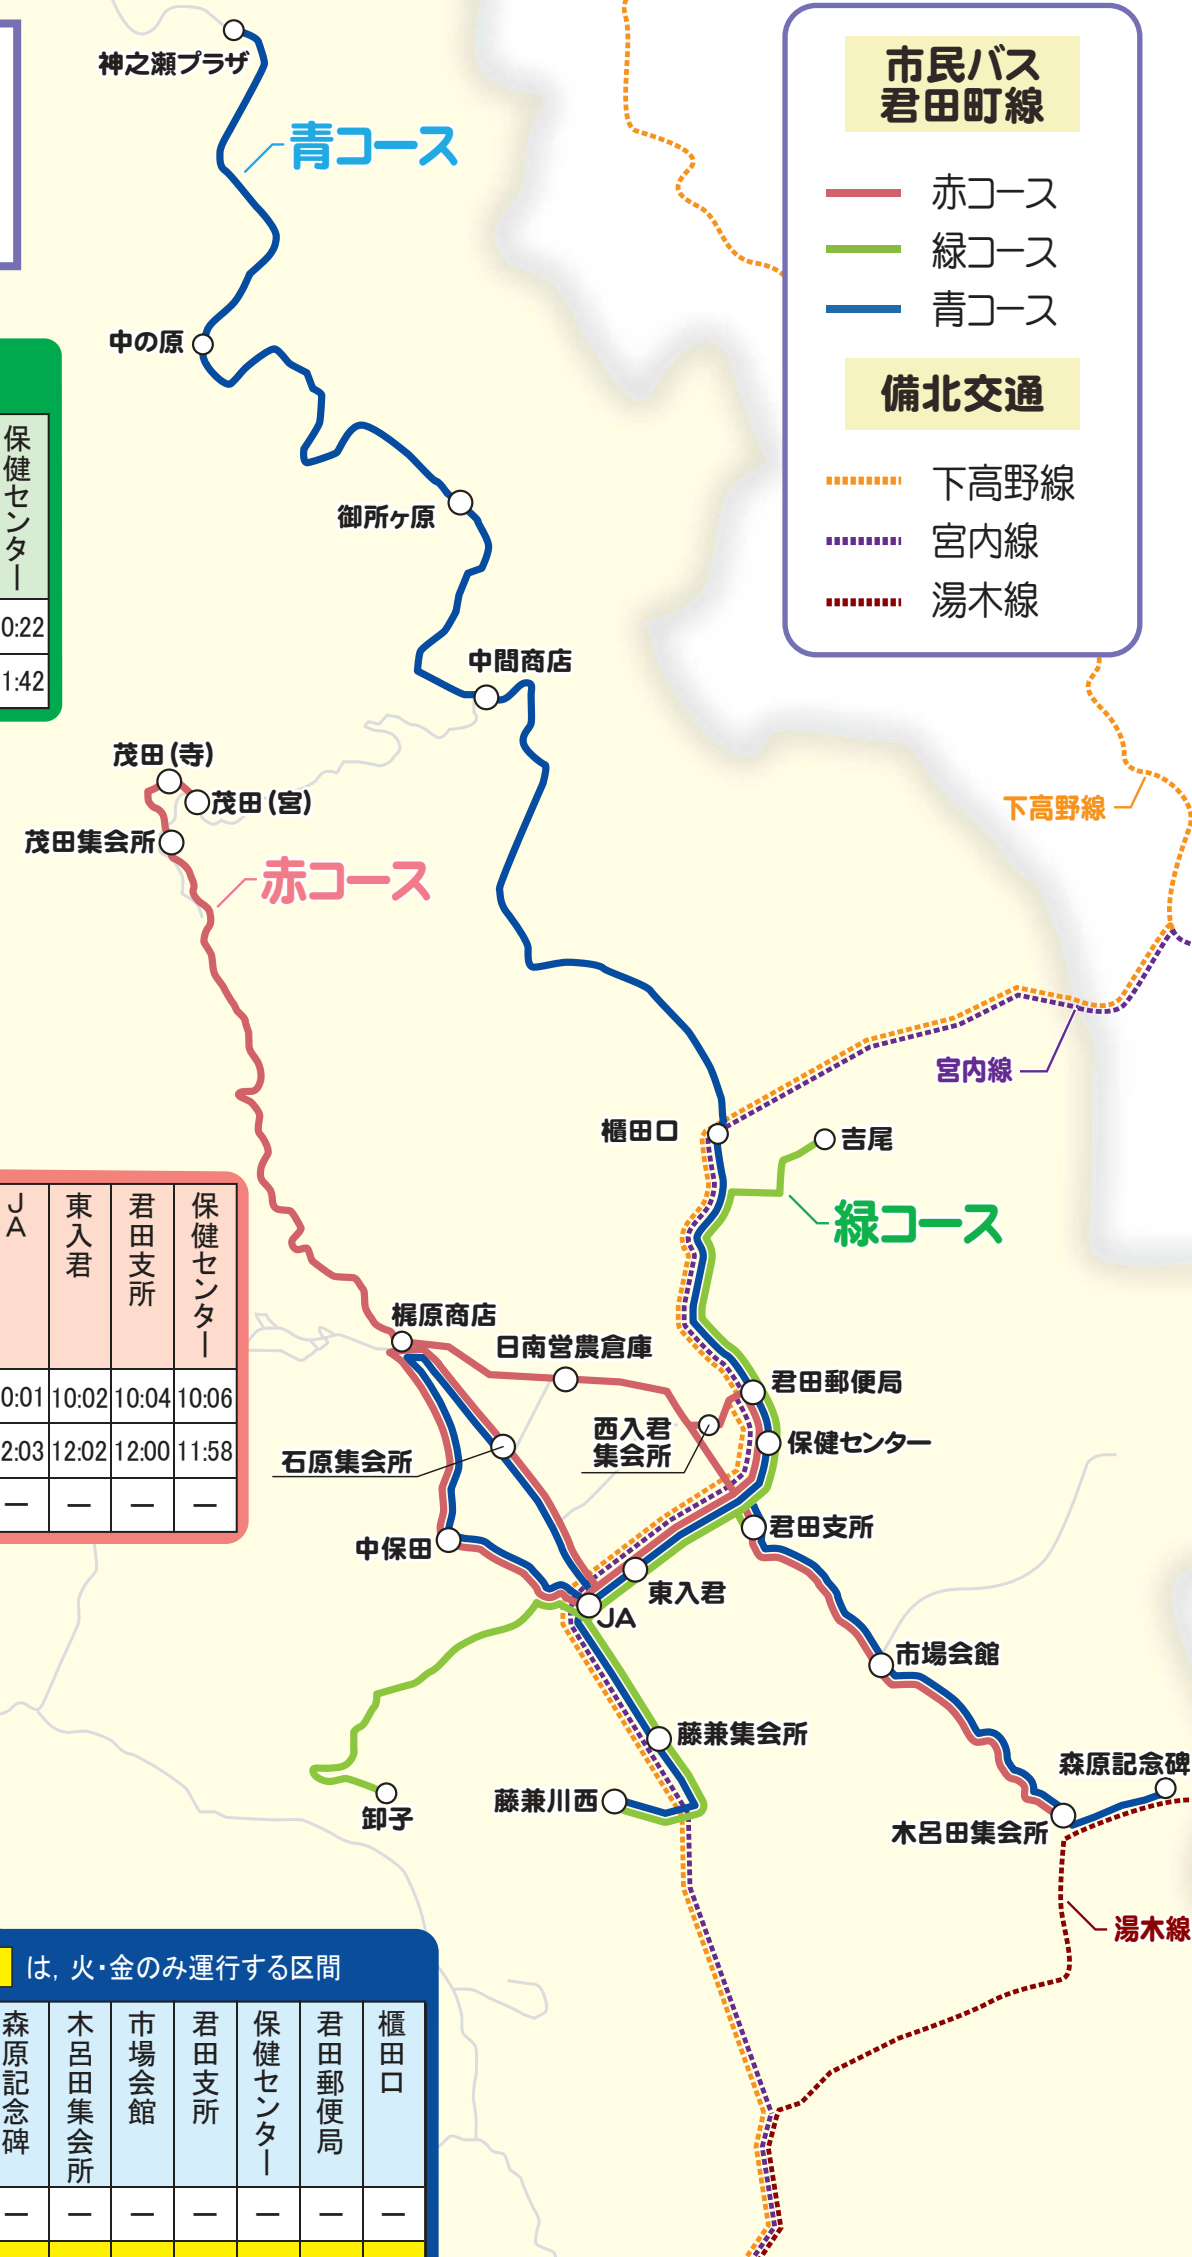 神之瀬プラザ
青コース
市民バス
君田町線
赤コース
緑コース
青コース
備北交通
下高野線
宮内線
湯木線
中の原
御所ヶ原
中間商店
保健センター
0:22
1:42
茂田(寺)
茂田(宮)
茂田集会所
赤コース
下高野線
宮内線
櫃田口
吉尾
緑コース
JA
東入君
君田支所
保健センター
0:01 10:02 10:04 10:06
2:03 12:02 12:00 11:58
― ― ― ―
梶原商店
日南営農倉庫
君田郵便局
西入君
集会所
保健センター
石原集会所
君田支所
中保田
東入君
JA
市場会館
藤兼集会所
森原記念碑
藤兼川西
卸子
木呂田集会所
湯木線
は, 火・金のみ運行する区間
森原記念碑
木呂田集会所
市場会館
君田支所
保健センター
君田郵便局
櫃田口
― ― ― ― ― ― ―